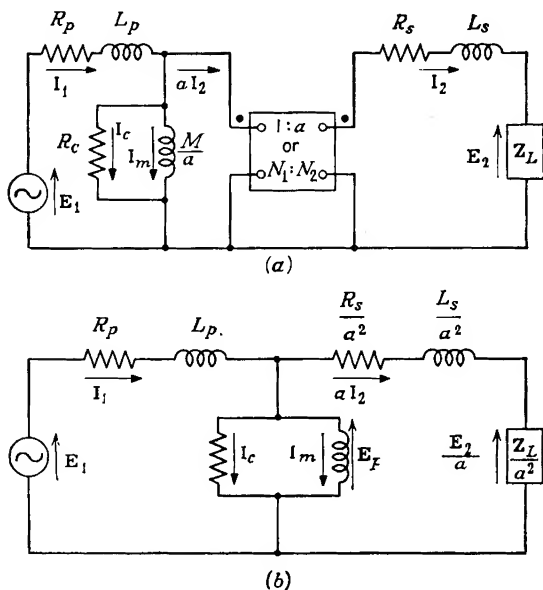 R_p L_p R_s L_s
I_1 aI_2 I_2
R_c I_c I_m M/a
1:a
or
N_1:N_2
E_1 E_2 Z_L
(a)
R_p L_p. R_s/a^2 L_s/a^2
I_1 aI_2
E_1 I_c I_m E_2/a Z_L/a^2
(b)